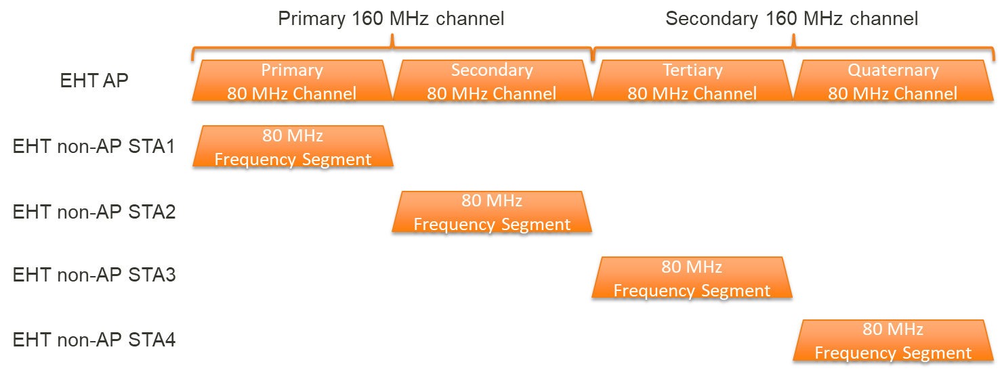 Primary 160 MHz channel
Secondary 160 MHz channel
EHT AP
Primary
80 MHz Channel
Secondary
80 MHz Channel
Tertiary
80 MHz Channel
Quaternary
80 MHz Channel
EHT non-AP STA1
80 MHz
Frequency Segment
EHT non-AP STA2
80 MHz
Frequency Segment
EHT non-AP STA3
80 MHz
Frequency Segment
EHT non-AP STA4
80 MHz
Frequency Segment